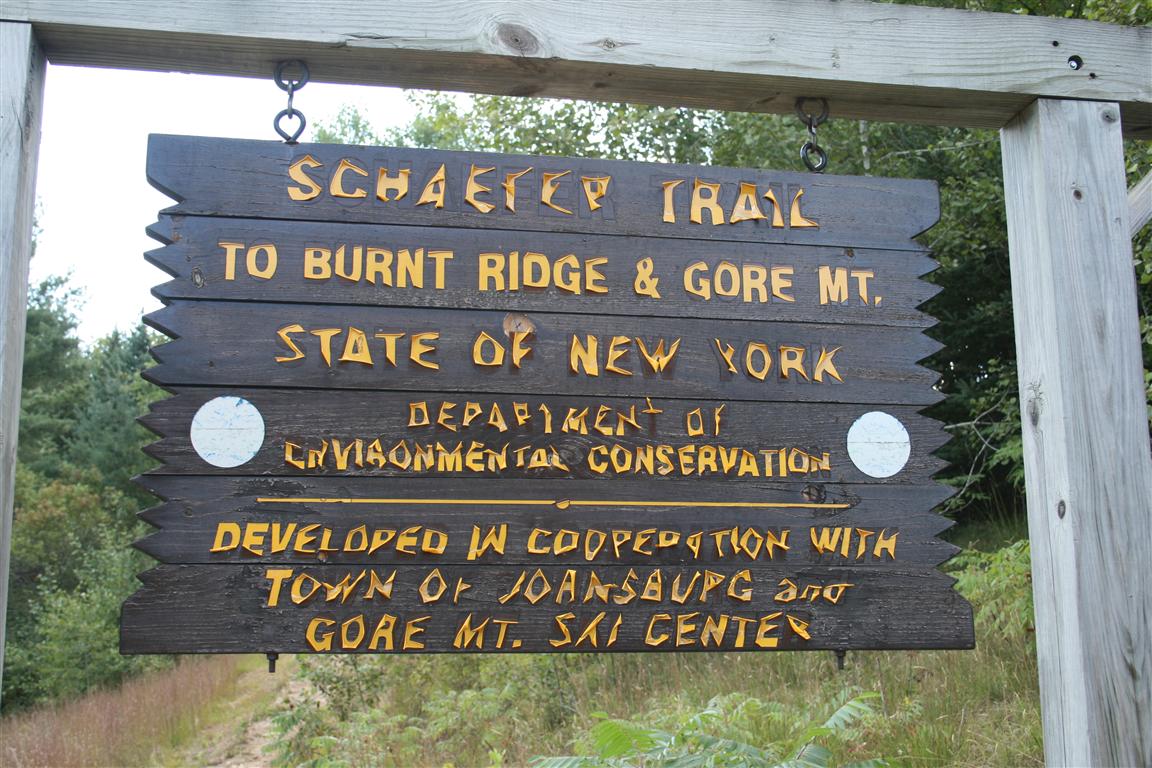 SCHAEFER TRAIL
TO BURNT RIDGE & GORE MT.
STATE OF NEW YORK
DEPARTMENT OF
ENVIRONMENTAL CONSERVATION
DEVELOPED IN COOPERATION WITH
TOWN OF JOHNSBURG and
GORE MT. SKI CENTER